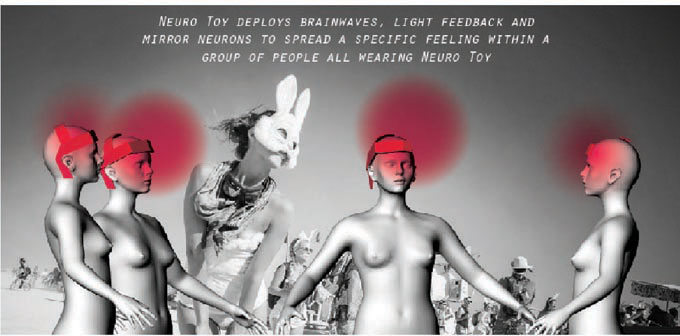 Neuro Toy deploys brainwaves, light feedback and
mirror neurons to spread a specific feeling within a
group of people all wearing Neuro Toy